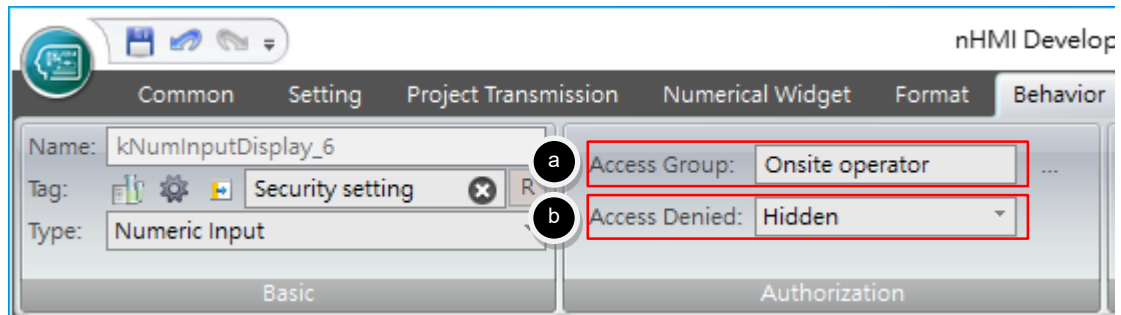 nHMI Develop
Common Setting Project Transmission Numerical Widget Format Behavior
Name: kNumInputDisplay_6
Tag: Security setting R
Type: Numeric Input
Basic
a Access Group: Onsite operator ...
b Access Denied: Hidden
Authorization